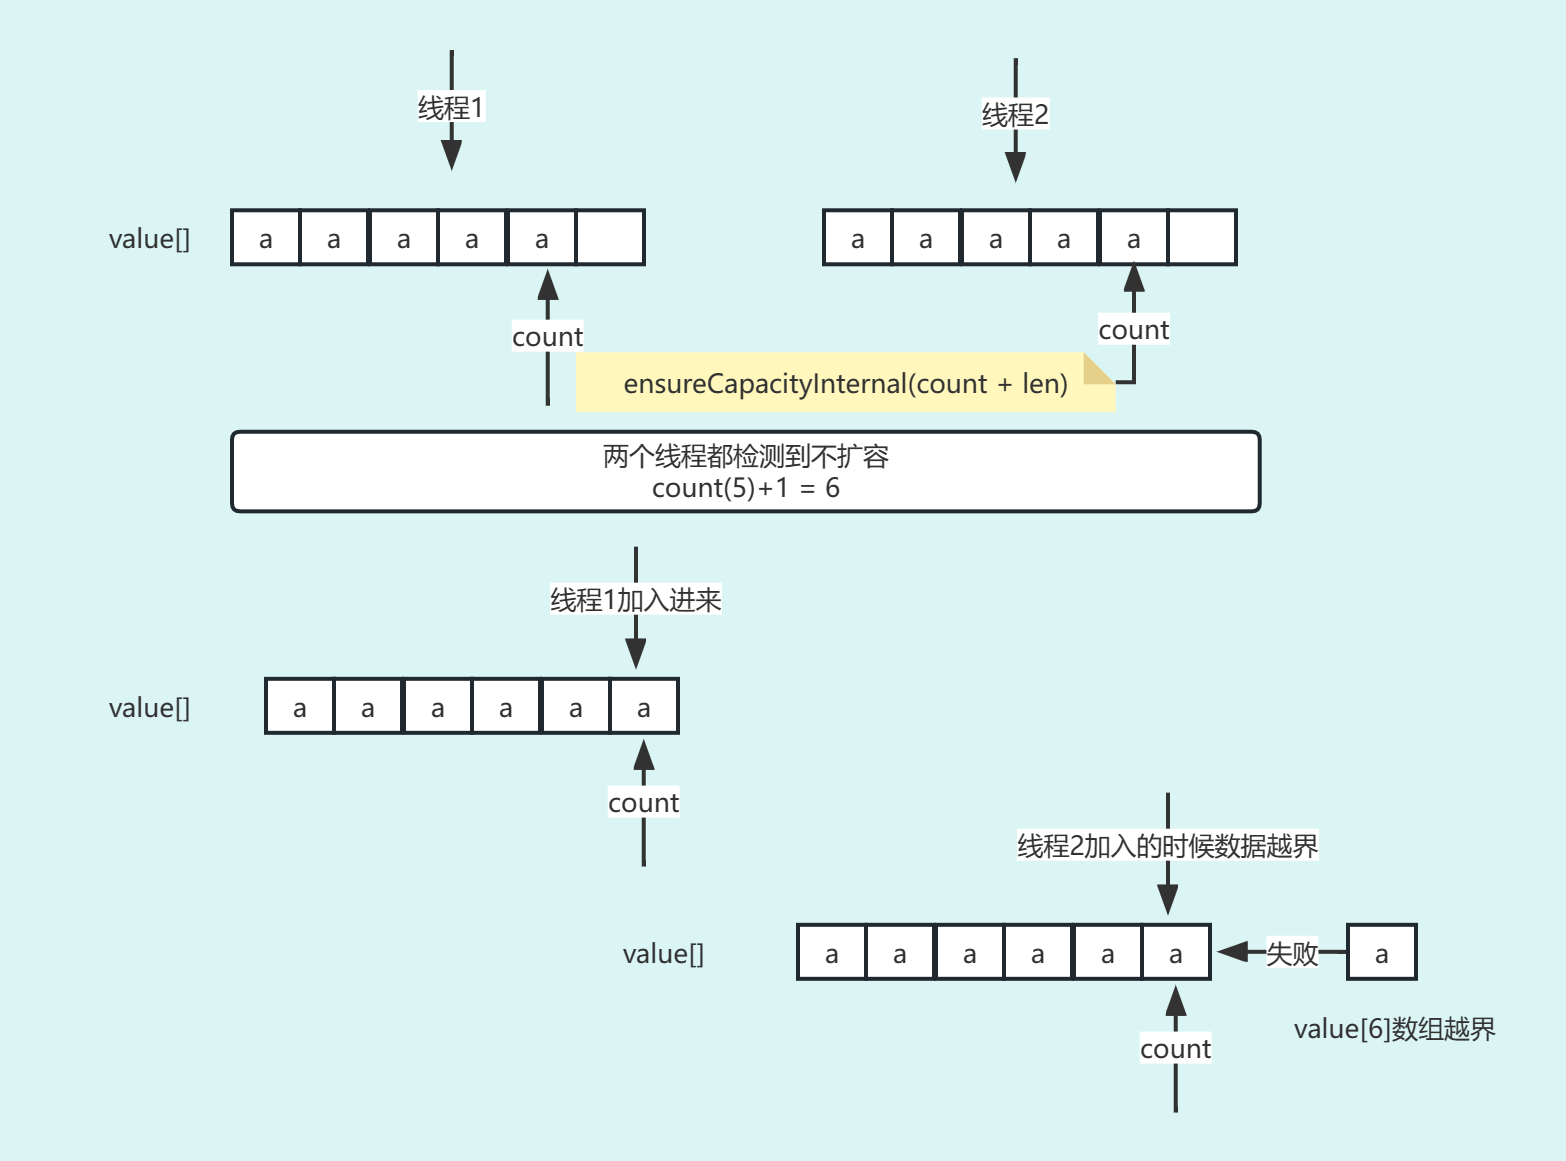 线程1
线程2
value[]
a a a a a
a a a a a
count
count
ensureCapacityInternal(count + len)
两个线程都检测到不扩容
count(5)+1 = 6
线程1加入进来
value[]
a a a a a a
count
线程2加入的时候数据越界
value[]
a a a a a a
失败
a
value[6]数组越界
count